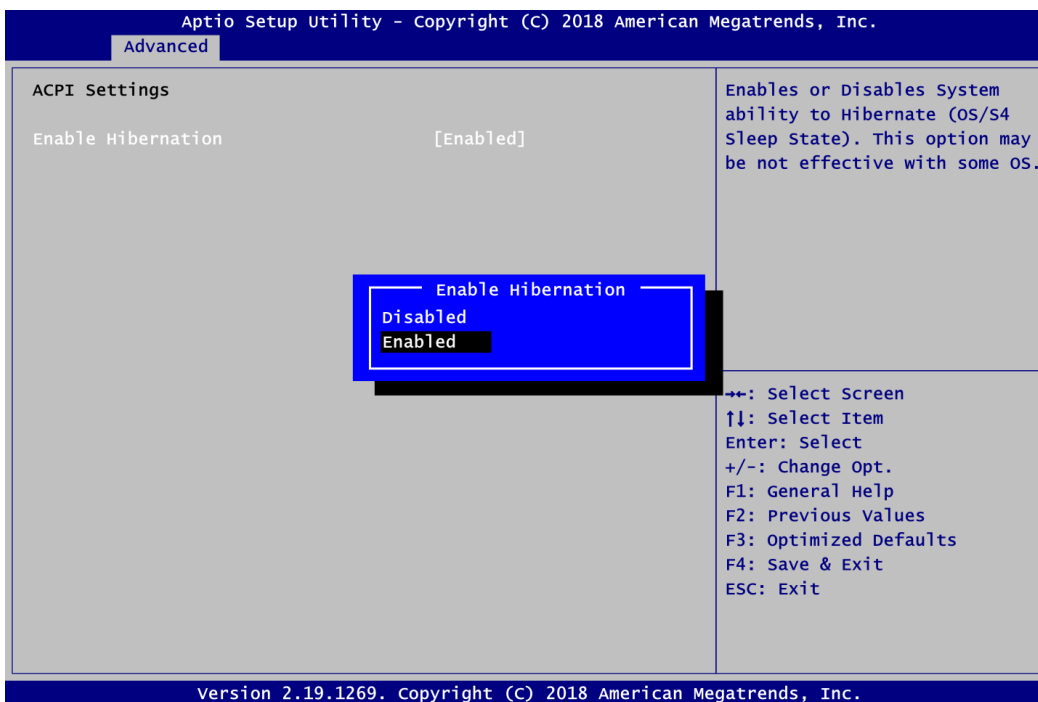 Aptio Setup Utility - Copyright (C) 2018 American Megatrends, Inc.
Advanced
ACPI Settings
Enable Hibernation [Enabled]
Enables or Disables System
ability to Hibernate (OS/S4
Sleep State). This option may
be not effective with some OS.
Enable Hibernation
Disabled
Enabled
→←: Select Screen
↑↓: Select Item
Enter: Select
+/-: Change Opt.
F1: General Help
F2: Previous Values
F3: Optimized Defaults
F4: Save & Exit
ESC: Exit
Version 2.19.1269. Copyright (C) 2018 American Megatrends, Inc.